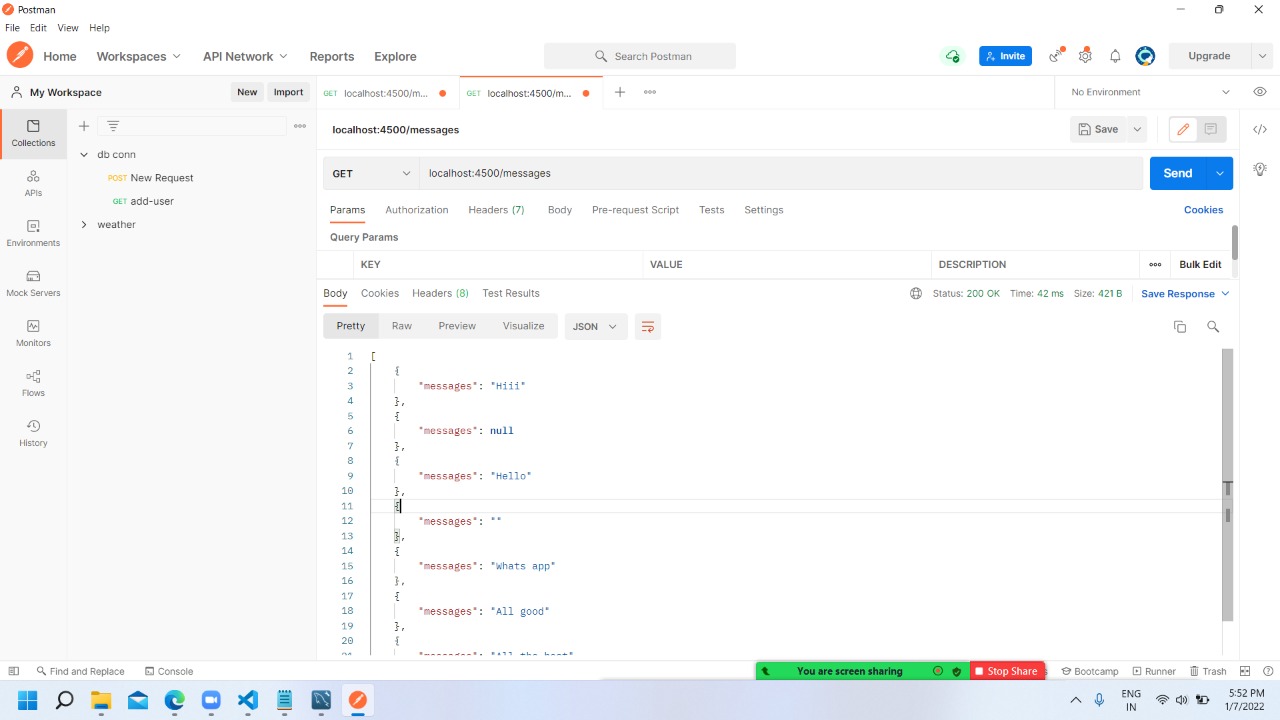 Postman
File Edit View Help
Home Workspaces API Network Reports Explore Search Postman Invite Upgrade
My Workspace New Import GET localhost:4500/m... GET localhost:4500/m... No Environment
Collections
APIs
Environments
Mock Servers
Monitors
Flows
History
db conn
POST New Request
GET add-user
weather
localhost:4500/messages Save
GET localhost:4500/messages Send
Params Authorization Headers (7) Body Pre-request Script Tests Settings Cookies
Query Params
KEY VALUE DESCRIPTION Bulk Edit
Body Cookies Headers (8) Test Results Status: 200 OK Time: 42 ms Size: 421 B Save Response
Pretty Raw Preview Visualize JSON
1 [
2 {
3 "messages": "Hiii"
4 },
5 {
6 "messages": null
7 },
8 {
9 "messages": "Hello"
10 },
11 {
12 "messages": ""
13 },
14 {
15 "messages": "Whats app"
16 },
17 {
18 "messages": "All good"
19 },
20 {
21 "messages": "All the best"
Find and Replace Console You are screen sharing Stop Share Bootcamp Runner Trash
ENG
IN
5:52 PM
1/7/2022